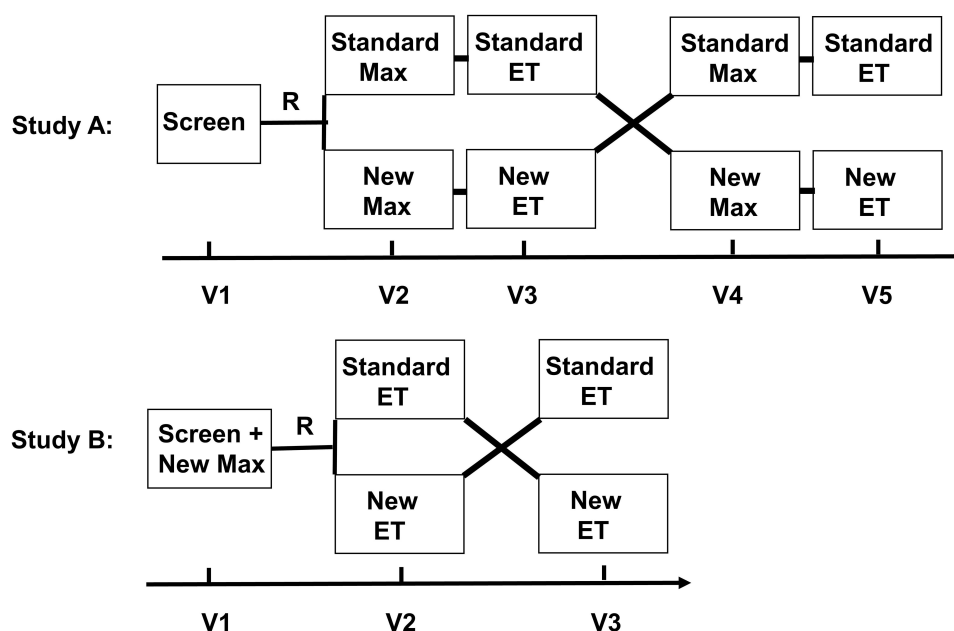 Study A:
Screen
R
Standard
Max
Standard
ET
Standard
Max
Standard
ET
New
Max
New
ET
New
Max
New
ET
V1
V2
V3
V4
V5
Study B:
Screen +
New Max
R
Standard
ET
Standard
ET
New
ET
New
ET
V1
V2
V3